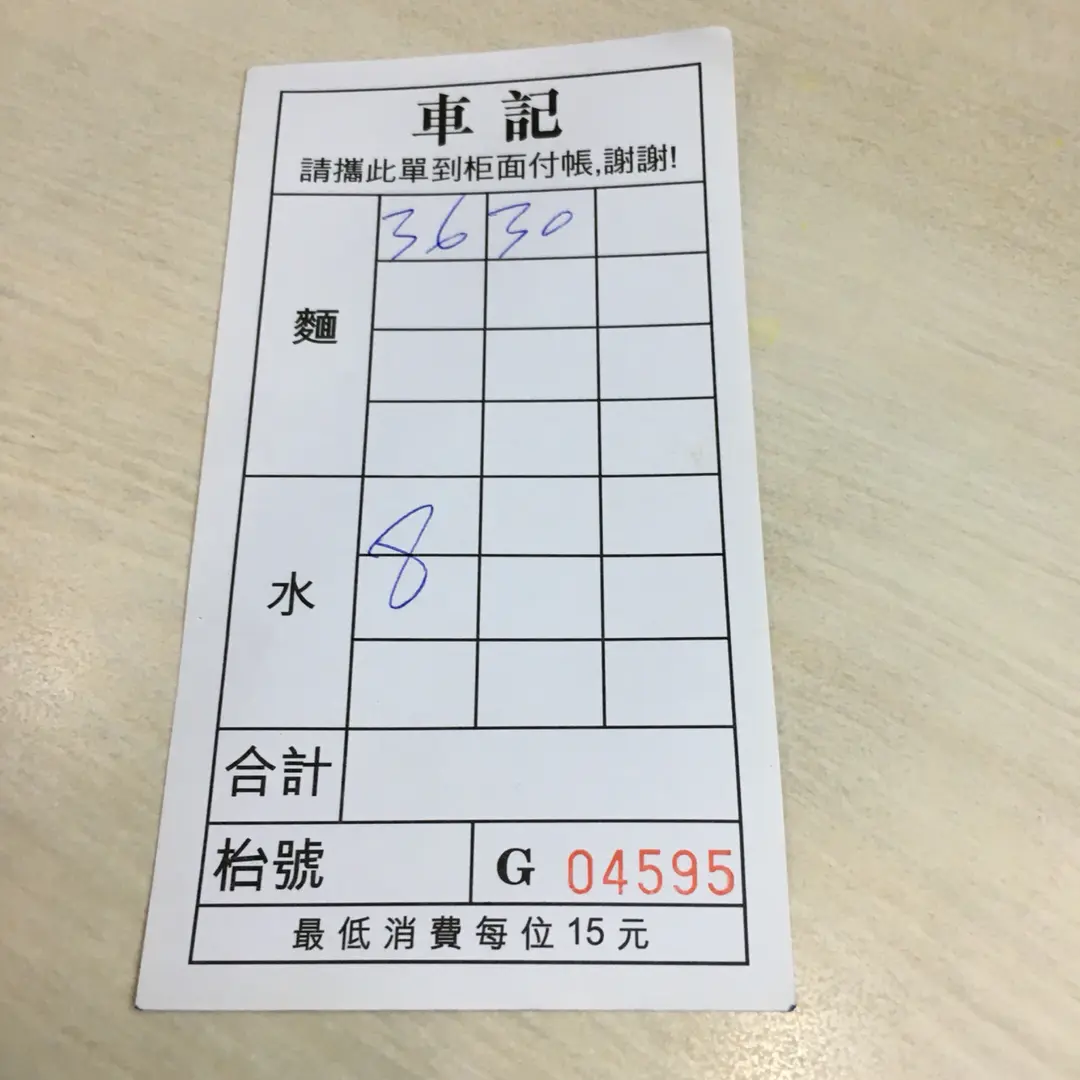 車記
請攜此單到柜面付帳,謝謝!
麵 36 30
水 8
合計
枱號 G 04595
最低消費每位15元